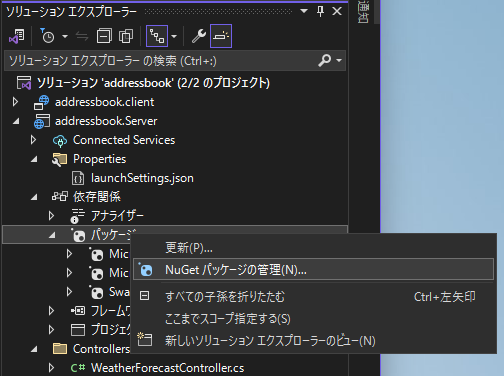 ソリューション エクスプローラー
通知
ソリューション エクスプローラー の検索 (Ctrl+:)
ソリューション 'addressbook' (2/2 のプロジェクト)
addressbook.client
addressbook.Server
Connected Services
Properties
launchSettings.json
依存関係
アナライザー
パッケージ
更新(P)...
Mic
NuGet パッケージの管理(N)...
Mic
Swa
すべての子孫を折りたたむ Ctrl+左矢印
フレームワ
ここまでスコープ指定する(S)
プロジェク
新しいソリューション エクスプローラーのビュー(N)
Controllers
WeatherForecastController.cs